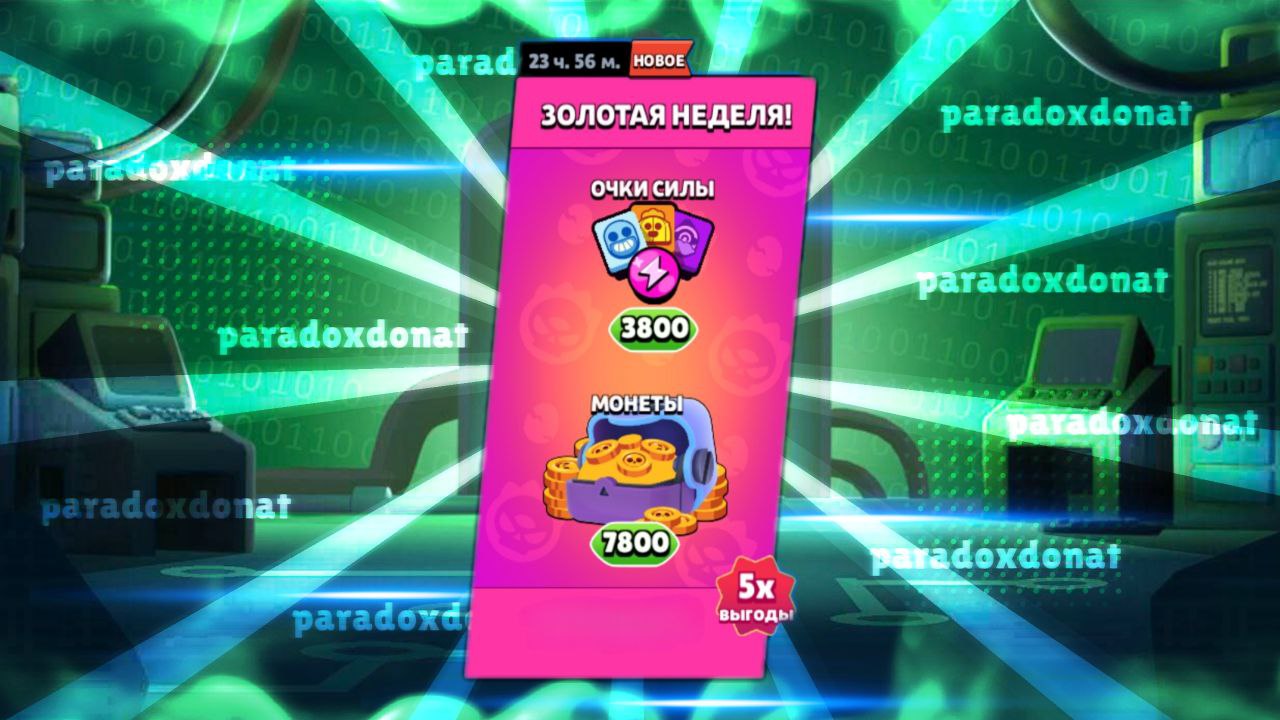 parad
23 ч. 56 м.
НОВОЕ
ЗОЛОТАЯ НЕДЕЛЯ!
paradoxdonat
paradoxdonat
ОЧКИ СИЛЫ
paradoxdonat
3800
paradoxdonat
МОНЕТЫ
paradoxdonat
paradoxdonat
7800
paradoxdonat
5x
ВЫГОДЫ
paradoxd